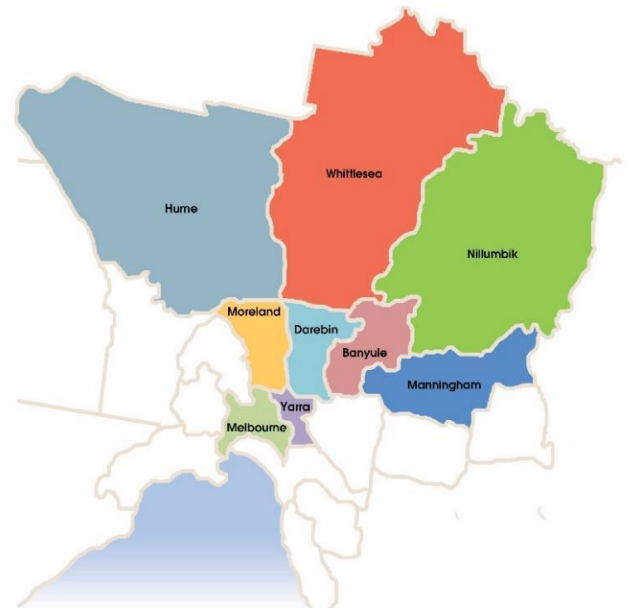 Whittlesea
Hume
Nillumbik
Moreland
Darebin
Banyule
Manningham
Yarra
Melbourne